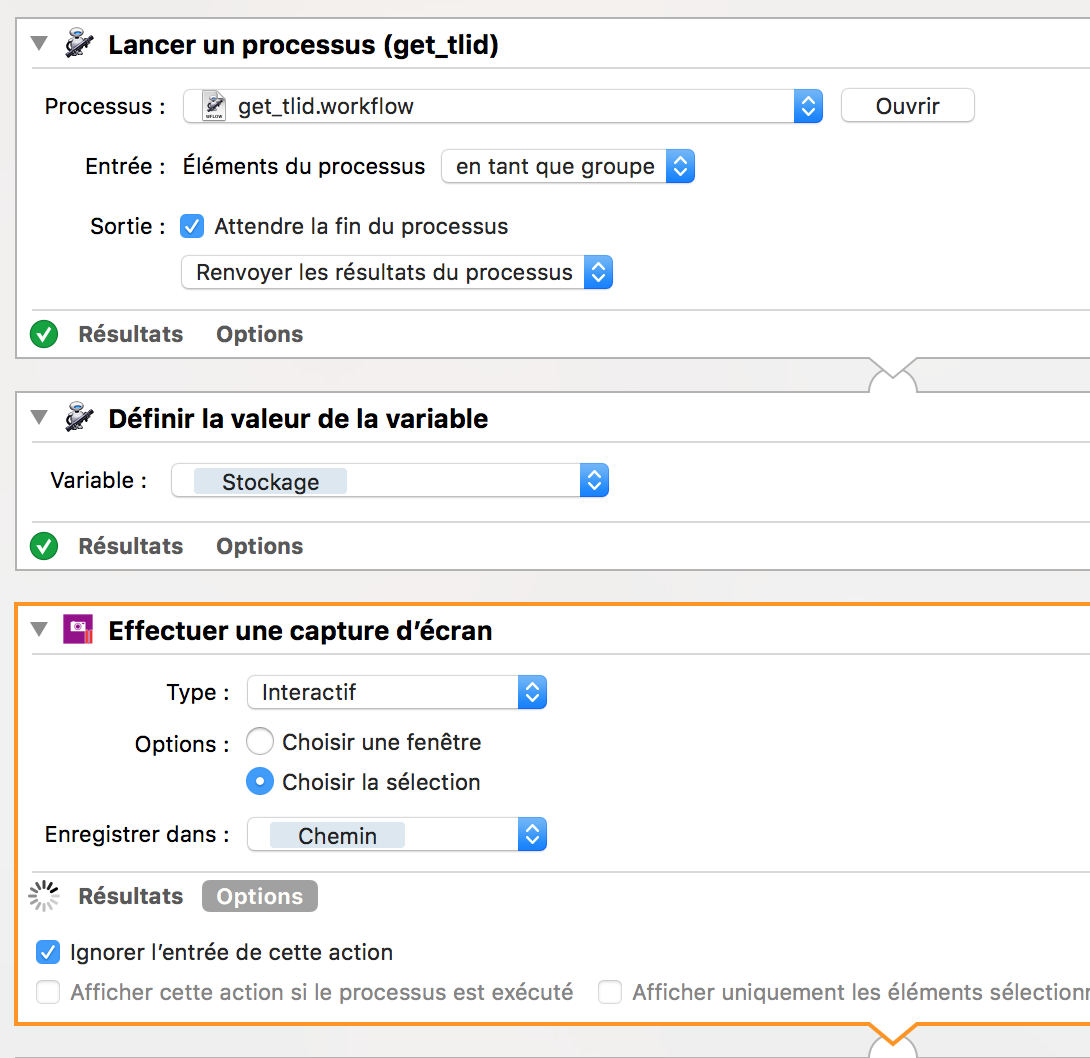 Lancer un processus (get_tlid)
Processus : get_tlid.workflow Ouvrir
Entrée : Éléments du processus en tant que groupe
Sortie : Attendre la fin du processus
Renvoyer les résultats du processus
Résultats Options
Définir la valeur de la variable
Variable : Stockage
Résultats Options
Effectuer une capture d’écran
Type : Interactif
Options : Choisir une fenêtre
Choisir la sélection
Enregistrer dans : Chemin
Résultats Options
Ignorer l’entrée de cette action
Afficher cette action si le processus est exécuté Afficher uniquement les éléments